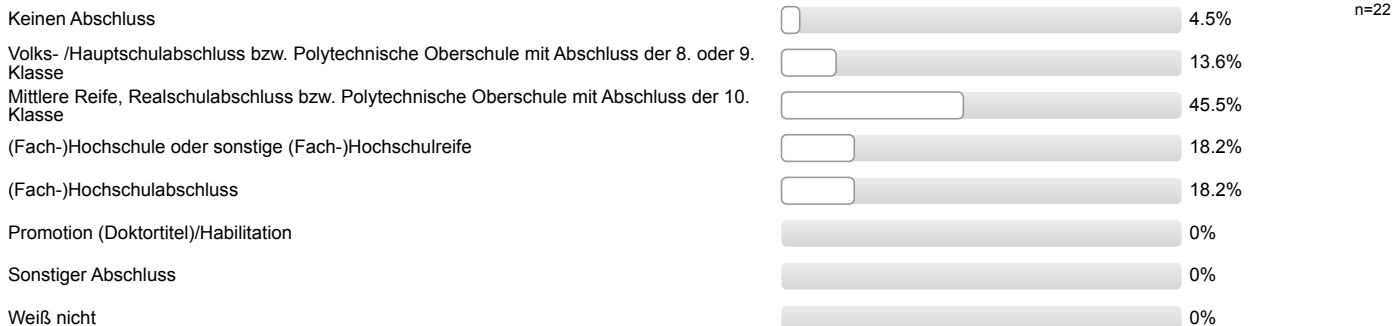 Keinen Abschluss 4.5% n=22
Volks- /Hauptschulabschluss bzw. Polytechnische Oberschule mit Abschluss der 8. oder 9.
Klasse 13.6%
Mittlere Reife, Realschulabschluss bzw. Polytechnische Oberschule mit Abschluss der 10.
Klasse 45.5%
(Fach-)Hochschule oder sonstige (Fach-)Hochschulreife 18.2%
(Fach-)Hochschulabschluss 18.2%
Promotion (Doktortitel)/Habilitation 0%
Sonstiger Abschluss 0%
Weiß nicht 0%